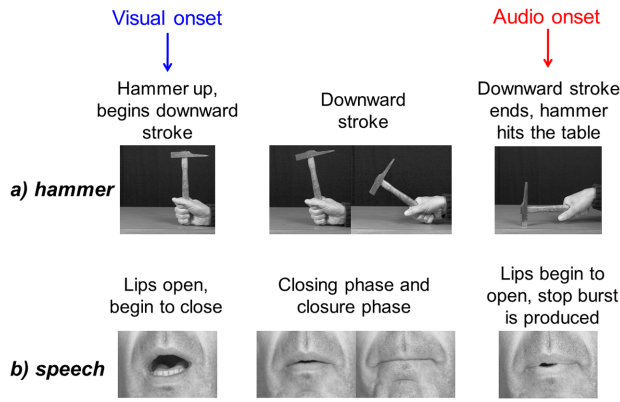 Visual onset
Audio onset
Hammer up,
begins downward
stroke
Downward
stroke
Downward stroke
ends, hammer
hits the table
a) hammer
Lips open,
begin to close
Closing phase and
closure phase
Lips begin to
open, stop burst
is produced
b) speech